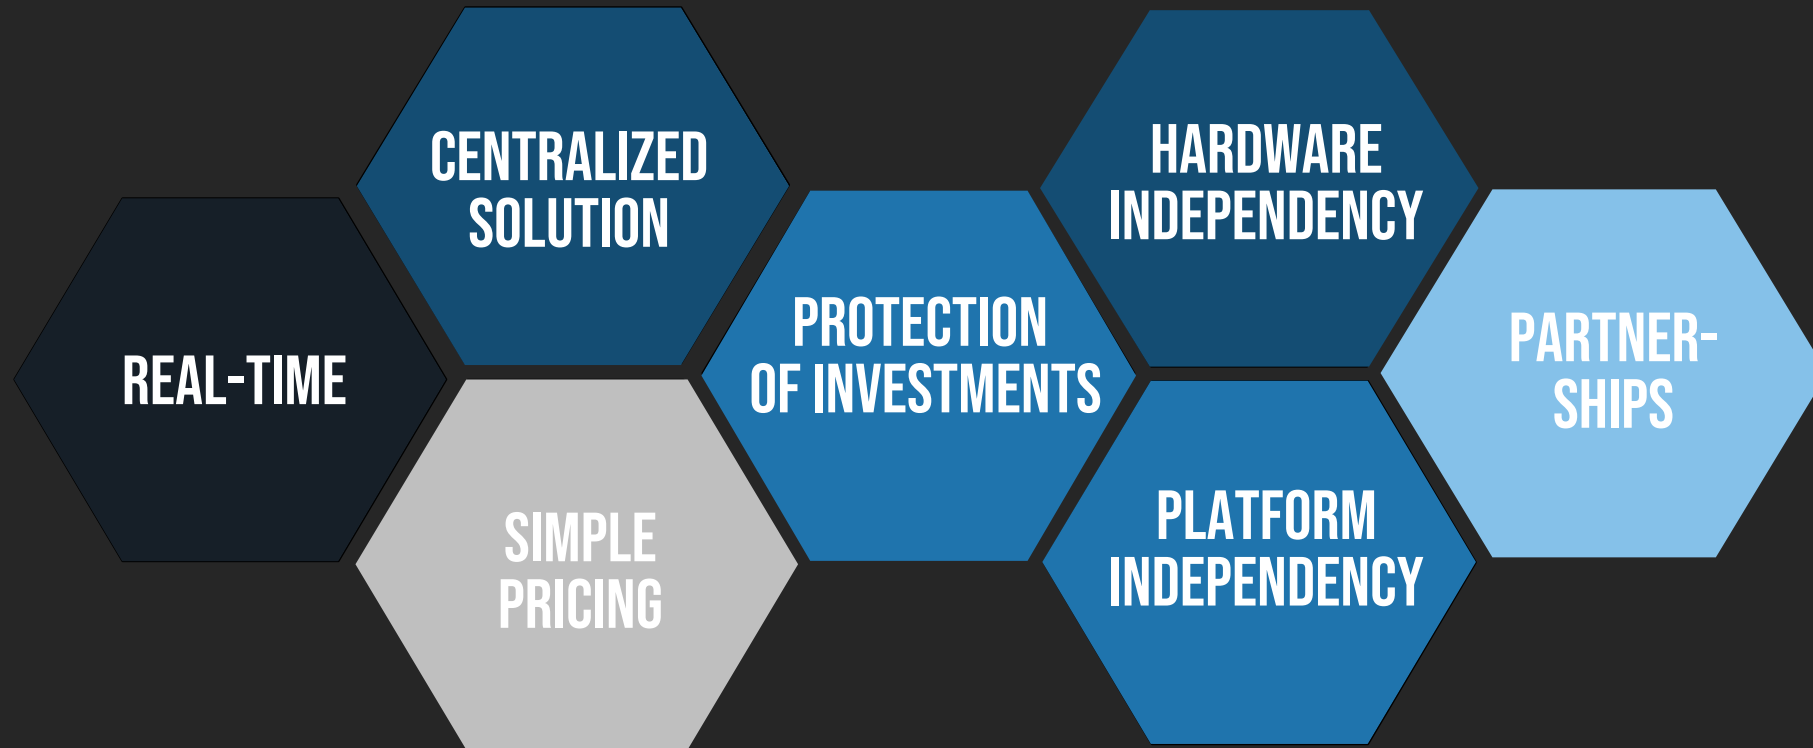 REAL-TIME
CENTRALIZED
SOLUTION
SIMPLE
PRICING
PROTECTION
OF INVESTMENTS
HARDWARE
INDEPENDENCY
PLATFORM
INDEPENDENCY
PARTNER-
SHIPS